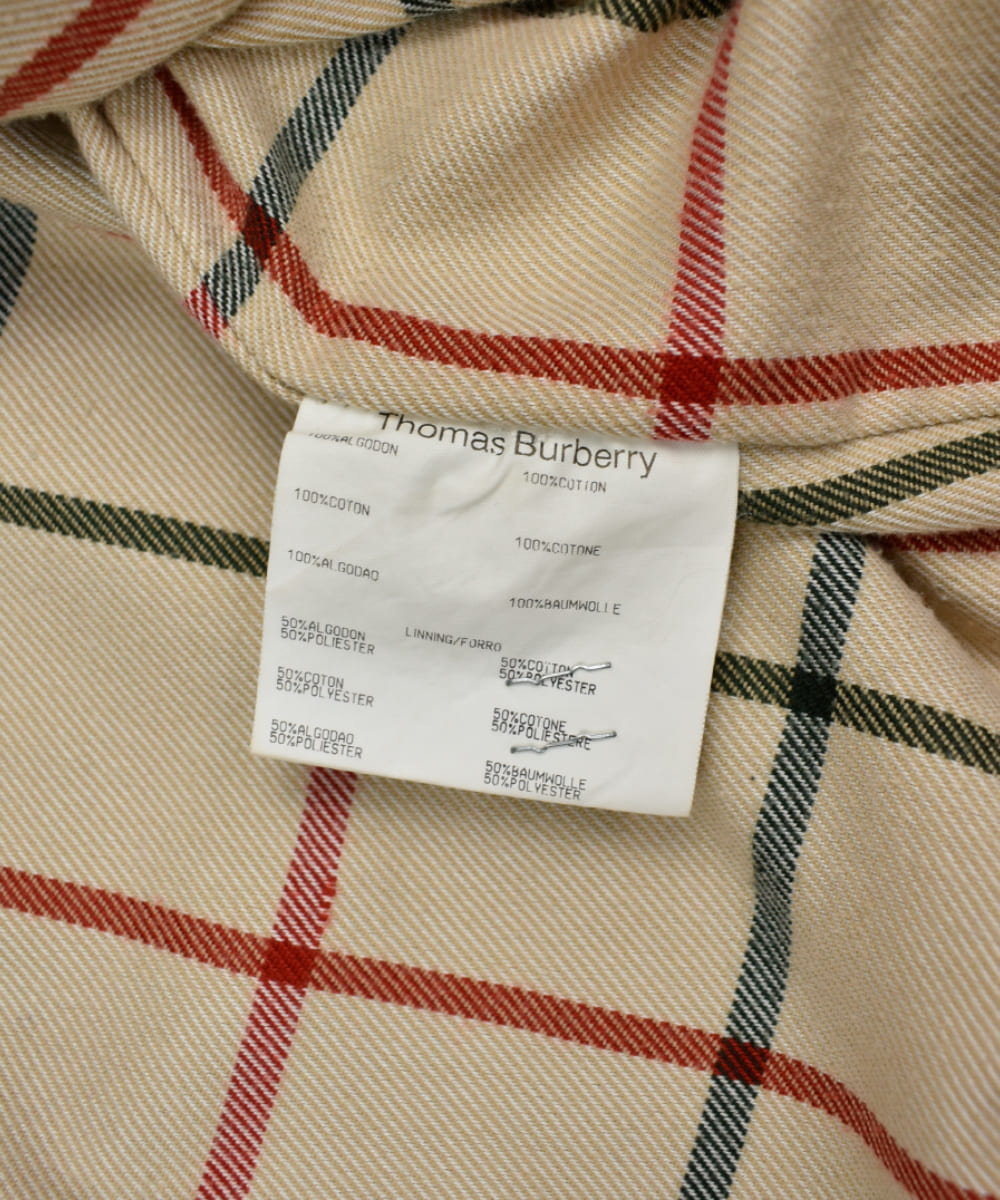 Thomas Burberry
100%ALGODON
100%COTTON
100%COTON
100%COTONE
100%ALGODAO
100%BAUMWOLLE
LINNING/FORRO
50%ALGODON
50%POLIESTER
50%COTTON
50%POLYESTER
50%COTON
50%POLYESTER
50%COTONE
50%POLIESTERE
50%ALGODAO
50%POLIESTER
50%BAUMWOLLE
50%POLYESTER